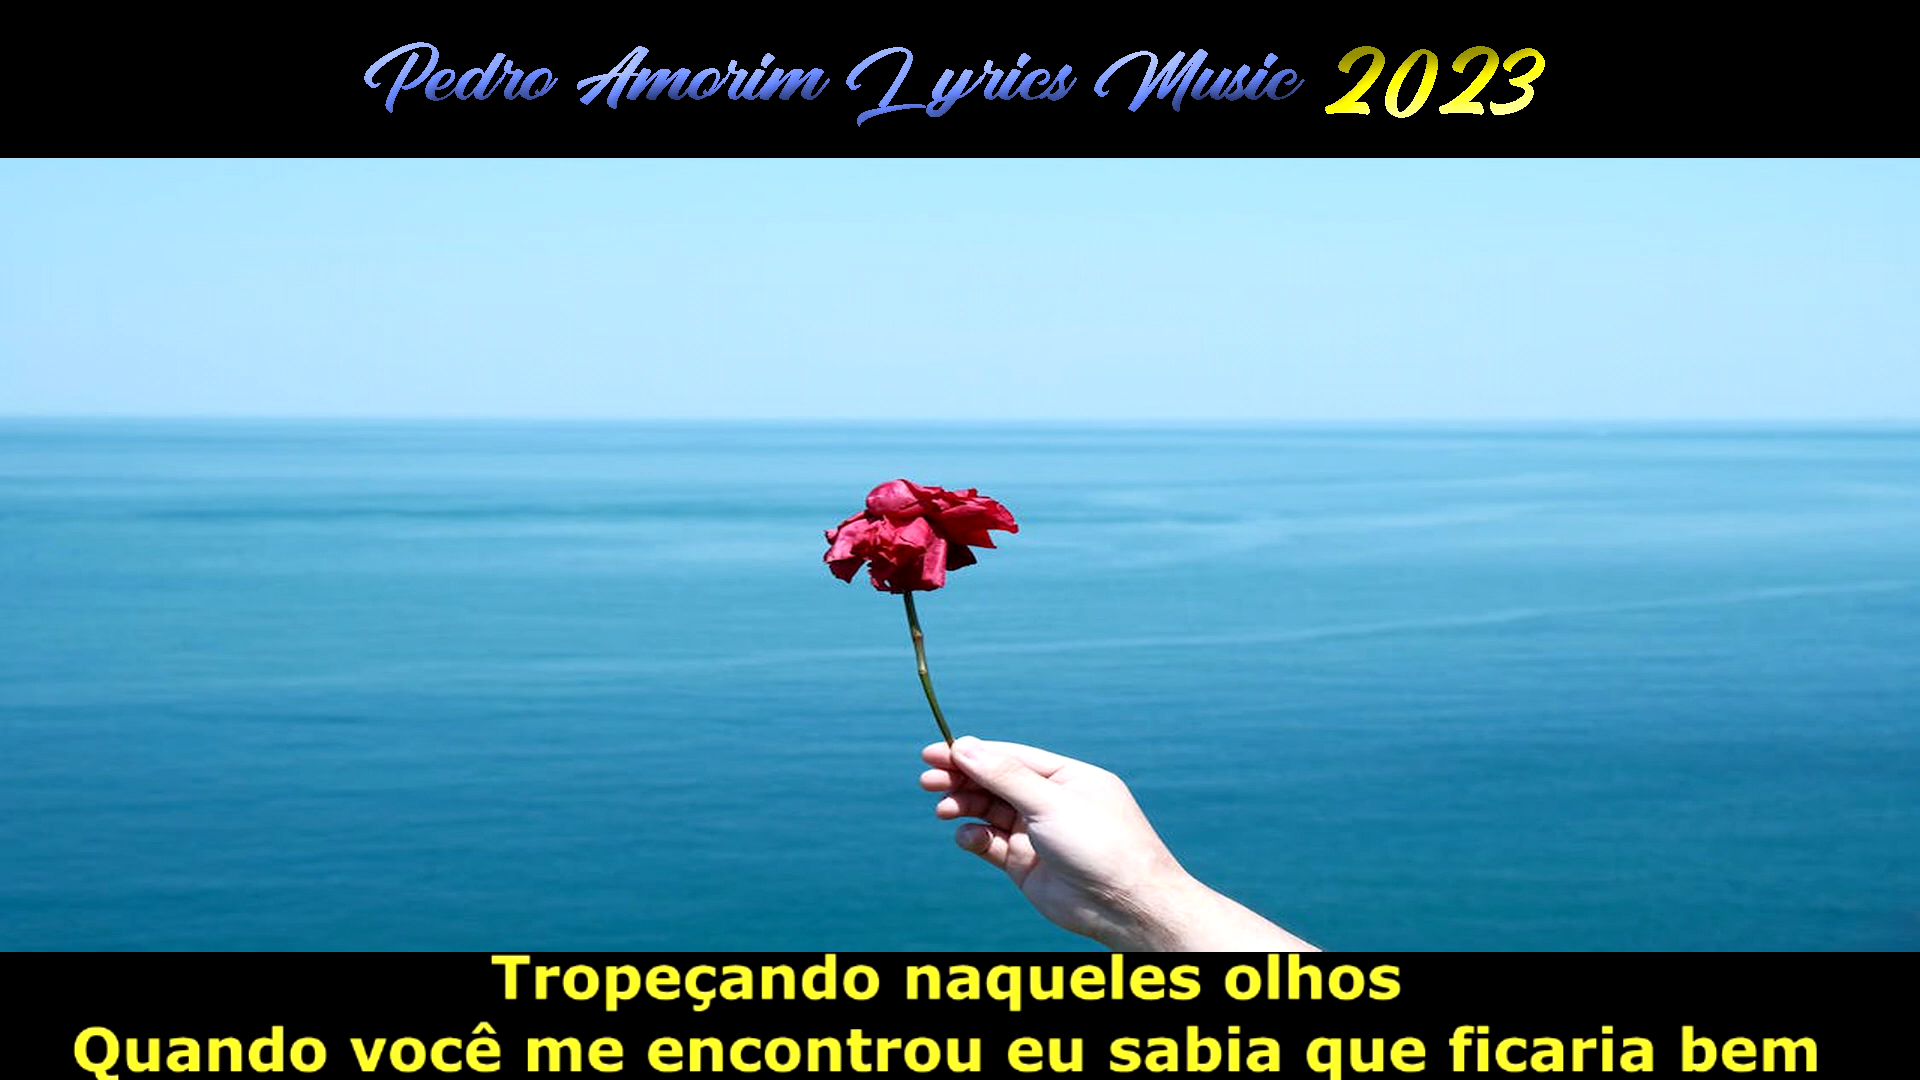 Pedro Amorim Lyrics Music 2023
Tropeçando naqueles olhos
Quando você me encontrou eu sabia que ficaria bem